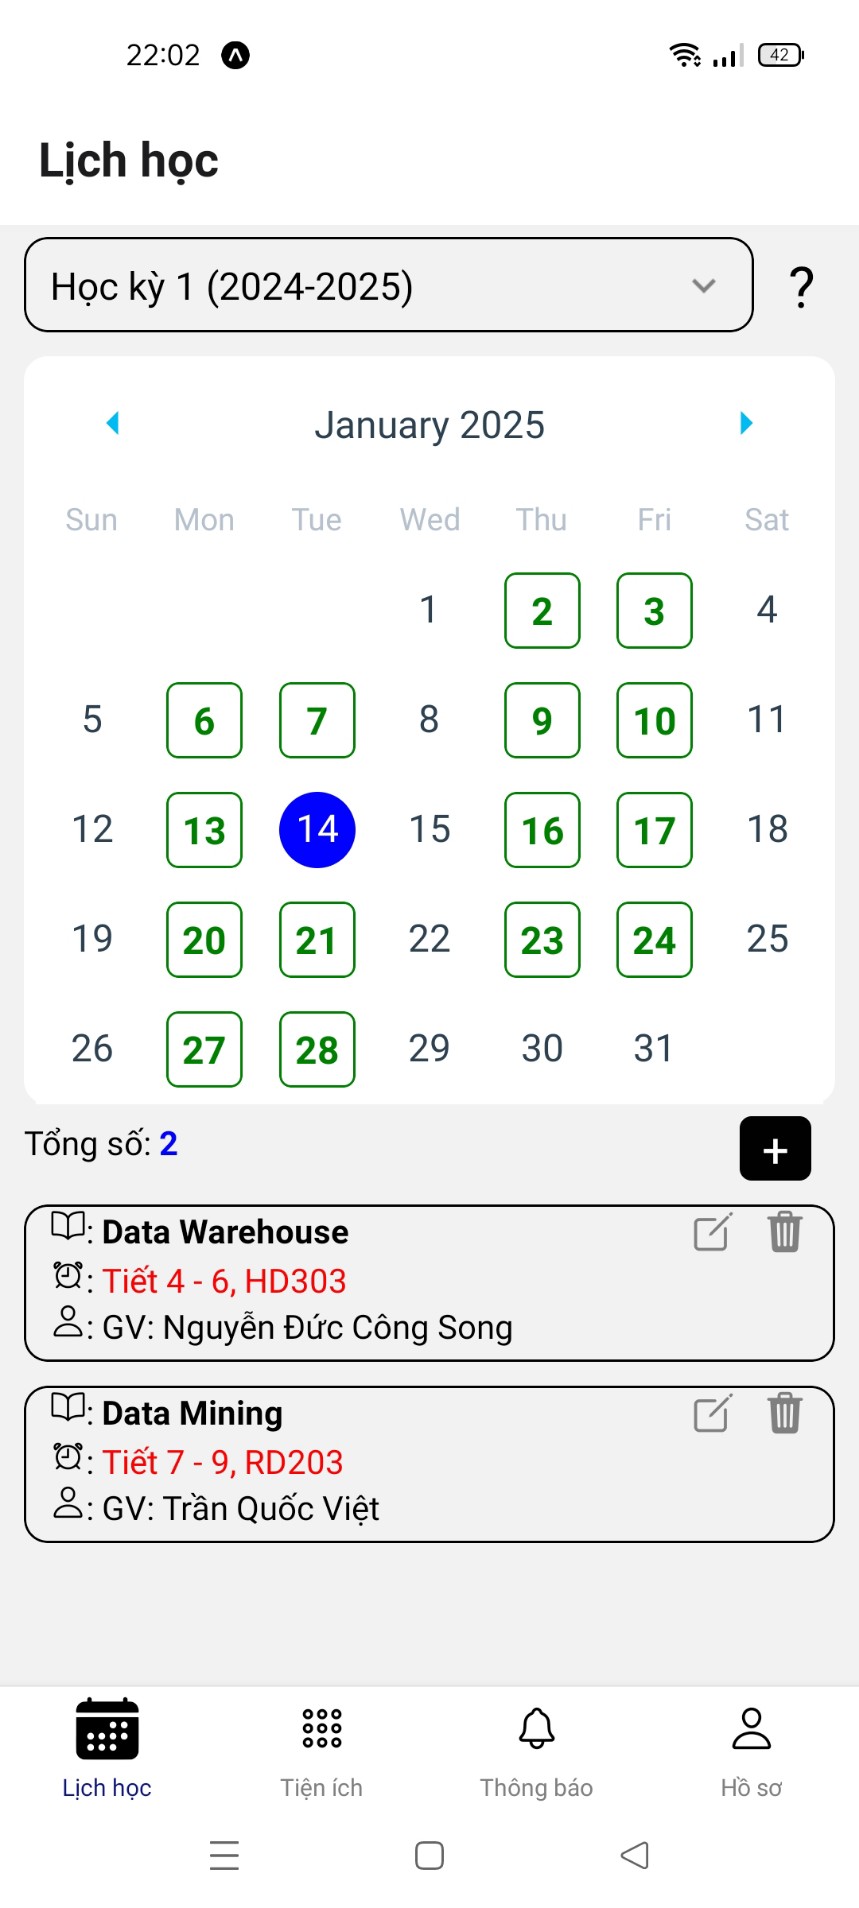 22:02 42
Lịch học
Học kỳ 1 (2024-2025) ?
January 2025
Sun Mon Tue Wed Thu Fri Sat
1 2 3 4
5 6 7 8 9 10 11
12 13 14 15 16 17 18
19 20 21 22 23 24 25
26 27 28 29 30 31
Tổng số: 2 +
: Data Warehouse
: Tiết 4 - 6, HD303
: GV: Nguyễn Đức Công Song
: Data Mining
: Tiết 7 - 9, RD203
: GV: Trần Quốc Việt
Lịch học Tiện ích Thông báo Hồ sơ